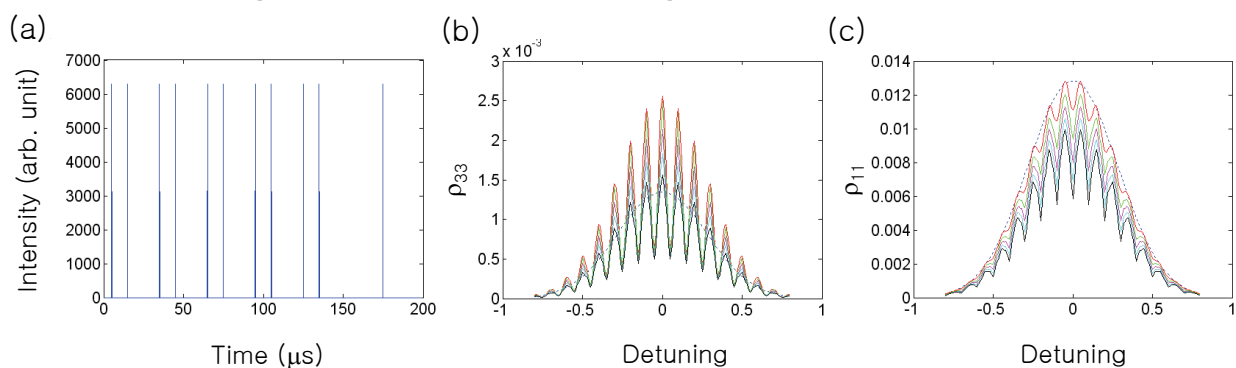 (a)
Intensity (arb. unit)
7000
6000
5000
4000
3000
2000
1000
0
0 50 100 150 200
Time (μs)
(b)
x 10⁻³
ρ₃₃
3
2.5
2
1.5
1
0.5
0
-1 -0.5 0 0.5 1
Detuning
(c)
ρ₁₁
0.014
0.012
0.01
0.008
0.006
0.004
0.002
0
-1 -0.5 0 0.5 1
Detuning